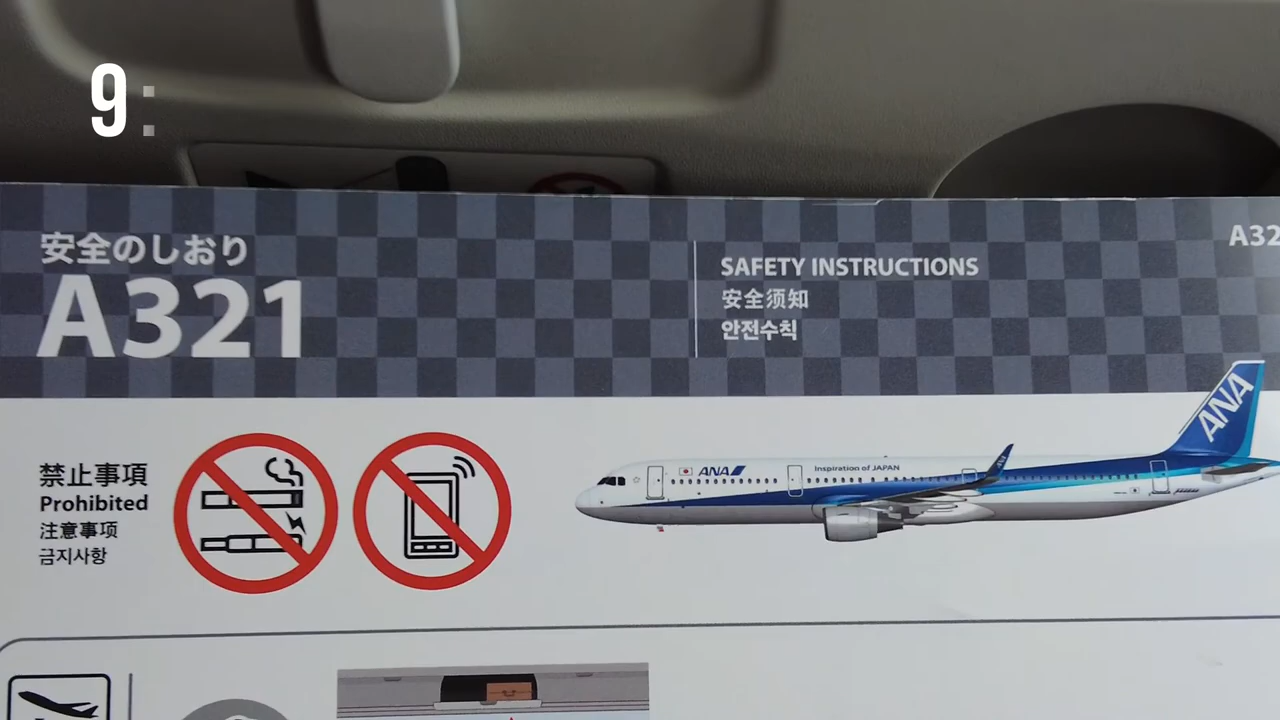 9:
安全のしおり
A321
SAFETY INSTRUCTIONS
安全须知
안전수칙
A32
禁止事項
Prohibited
注意事项
금지사항
ANA
Inspiration of JAPAN
ANA